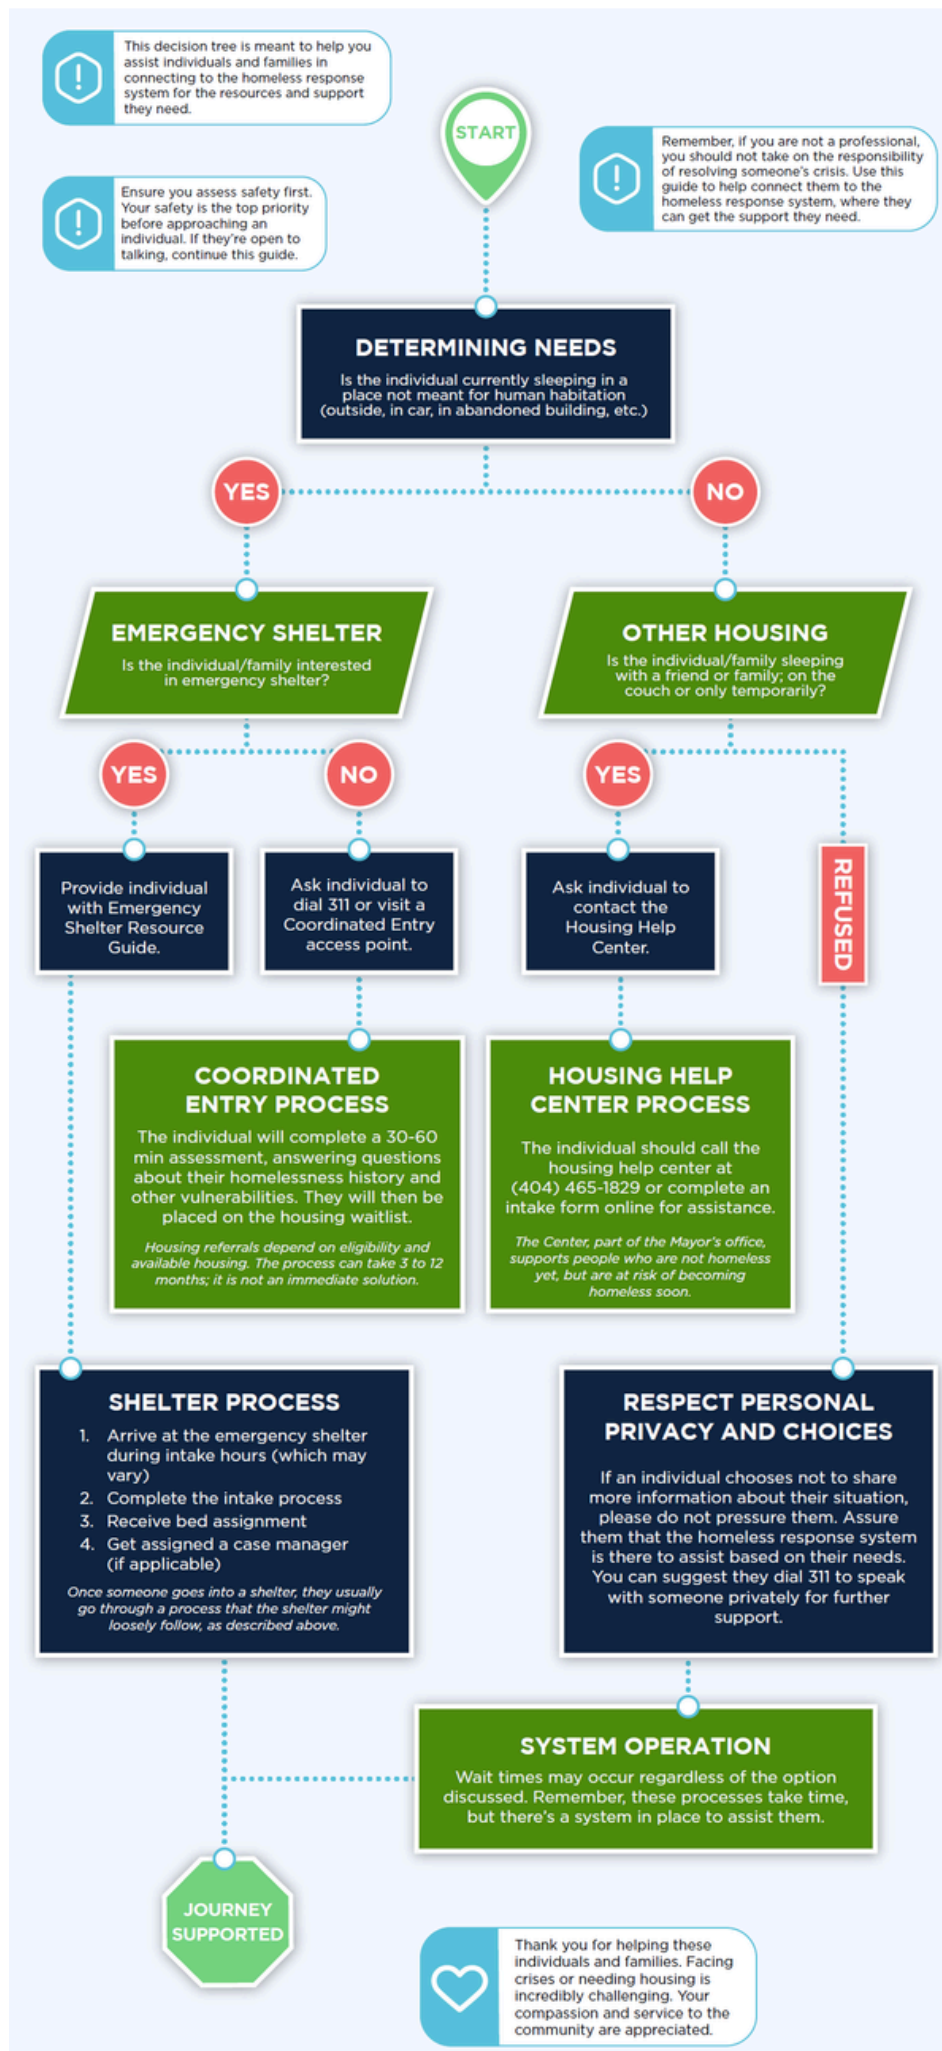 This decision tree is meant to help you
assist individuals and families in
connecting to the homeless response
system for the resources and support
they need.
START
Remember, if you are not a professional,
you should not take on the responsibility
of resolving someone's crisis. Use this
guide to help connect them to the
homeless response system, where they
can get the support they need.
Ensure you assess safety first.
Your safety is the top priority
before approaching an
individual. If they're open to
talking, continue this guide.
DETERMINING NEEDS
Is the individual currently sleeping in a
place not meant for human habitation
(outside, in car, in abandoned building, etc.)
YES
NO
EMERGENCY SHELTER
Is the individual/family interested
in emergency shelter?
OTHER HOUSING
Is the individual/family sleeping
with a friend or family; on the
couch or only temporarily?
YES
NO
YES
REFUSED
Provide individual
with Emergency
Shelter Resource
Guide.
Ask individual to
dial 311 or visit a
Coordinated Entry
access point.
Ask individual to
contact the
Housing Help
Center.
COORDINATED
ENTRY PROCESS
The individual will complete a 30-60
min assessment, answering questions
about their homelessness history and
other vulnerabilities. They will then be
placed on the housing waitlist.
Housing referrals depend on eligibility and
available housing. The process can take 3 to 12
months; it is not an immediate solution.
HOUSING HELP
CENTER PROCESS
The individual should call the
housing help center at
(404) 465-1829 or complete an
intake form online for assistance.
The Center, part of the Mayor's office,
supports people who are not homeless
yet, but are at risk of becoming
homeless soon.
SHELTER PROCESS
1. Arrive at the emergency shelter
during intake hours (which may
vary)
2. Complete the intake process
3. Receive bed assignment
4. Get assigned a case manager
(if applicable)
Once someone goes into a shelter, they usually
go through a process that the shelter might
loosely follow, as described above.
RESPECT PERSONAL
PRIVACY AND CHOICES
If an individual chooses not to share
more information about their situation,
please do not pressure them. Assure
them that the homeless response system
is there to assist based on their needs.
You can suggest they dial 311 to speak
with someone privately for further
support.
SYSTEM OPERATION
Wait times may occur regardless of the option
discussed. Remember, these processes take time,
but there's a system in place to assist them.
JOURNEY
SUPPORTED
Thank you for helping these
individuals and families. Facing
crises or needing housing is
incredibly challenging. Your
compassion and service to the
community are appreciated.